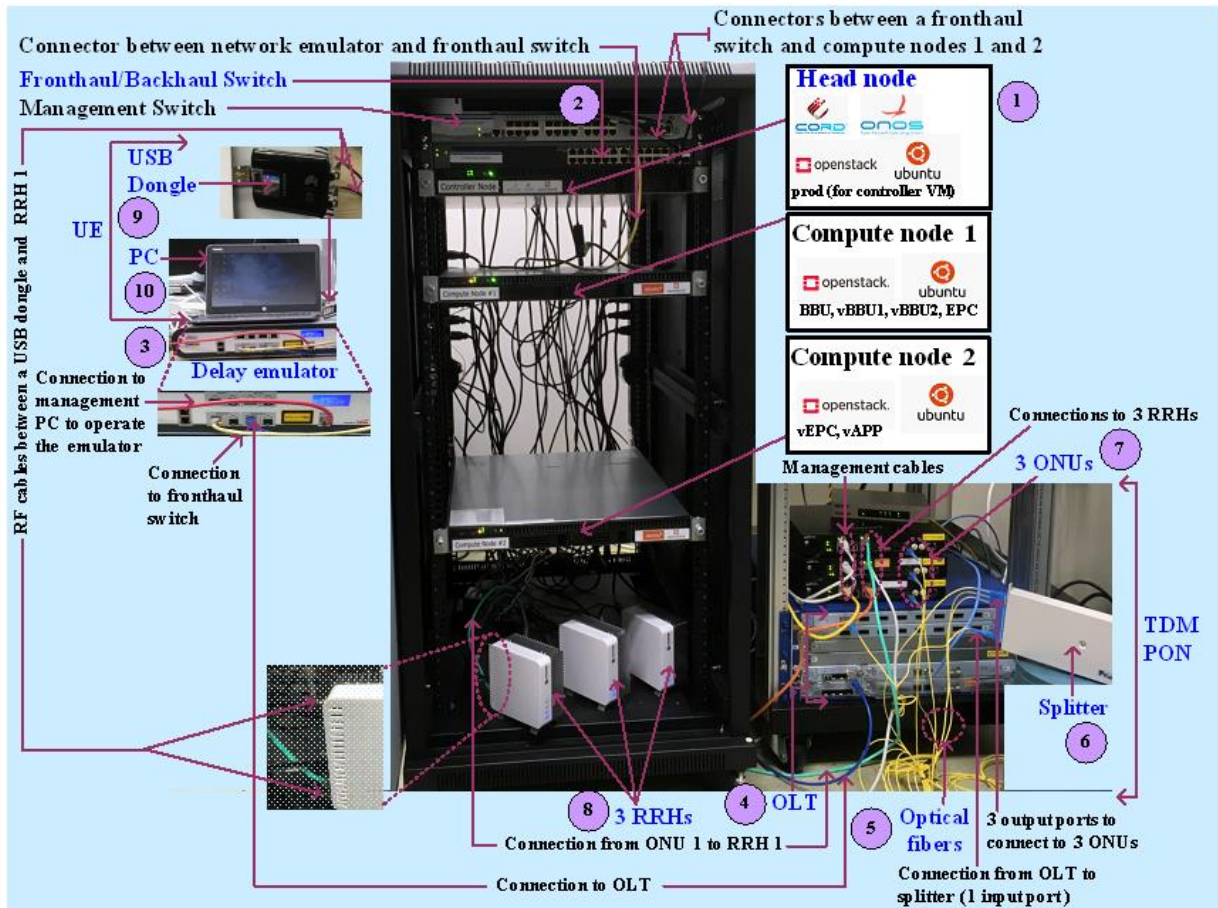 Connectors between a fronthaul
switch and compute nodes 1 and 2
Connector between network emulator and fronthaul switch
Fronthaul/Backhaul Switch
Management Switch
2
Head node
1
CORD
ONOS
openstack
ubuntu
prod (for controller VM)
RF cables between a USB dongle and RRH 1
USB
Dongle
9
UE
PC
10
3
Delay emulator
Connection to
management
PC to operate
the emulator
Connection
to fronthaul
switch
Controller Node
Compute Node #1
Compute Node #2
Compute node 1
openstack.
ubuntu
BBU, vBBU1, vBBU2, EPC
Compute node 2
openstack.
ubuntu
vEPC, vAPP
Management cables
Connections to 3 RRHs
7
3 ONUs
TDM
PON
Splitter
6
8
3 RRHs
4
OLT
5
Optical
fibers
3 output ports to
connect to 3 ONUs
Connection from ONU 1 to RRH 1
Connection to OLT
Connection from OLT to
splitter (1 input port)